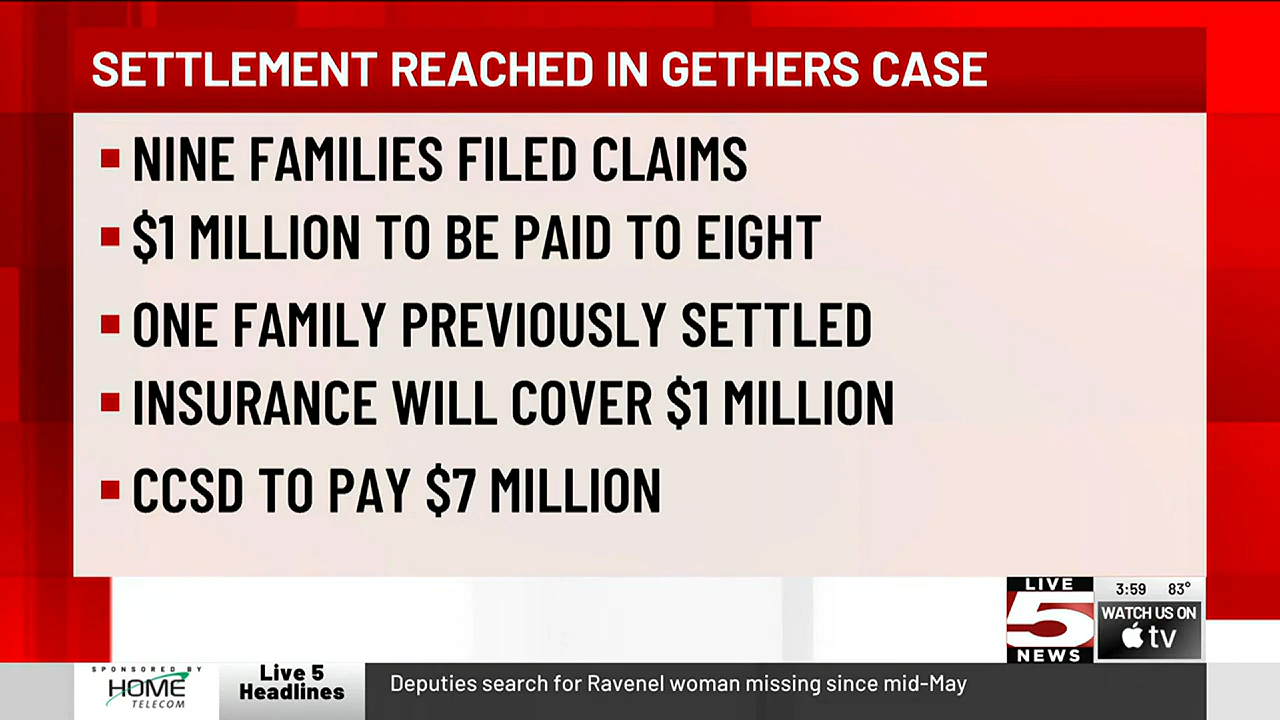 SETTLEMENT REACHED IN GETHERS CASE
NINE FAMILIES FILED CLAIMS
$1 MILLION TO BE PAID TO EIGHT
ONE FAMILY PREVIOUSLY SETTLED
INSURANCE WILL COVER $1 MILLION
CCSD TO PAY $7 MILLION
LIVE
5
NEWS
3:59 83°
WATCH US ON
tv
SPONSORED BY
HOME
TELECOM
Live 5
Headlines
Deputies search for Ravenel woman missing since mid-May